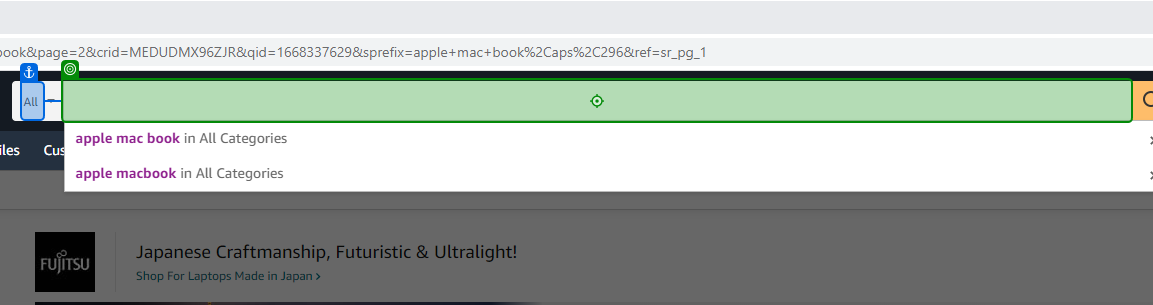 ook&page=2&crid=MEDUDMX96ZJR&qid=1668337629&sprefix=apple+mac+book%2Caps%2C296&ref=sr_pg_1
All
apple mac book in All Categories
iles Cus
apple macbook in All Categories
FUJITSU
Japanese Craftmanship, Futuristic & Ultralight!
Shop For Laptops Made in Japan >